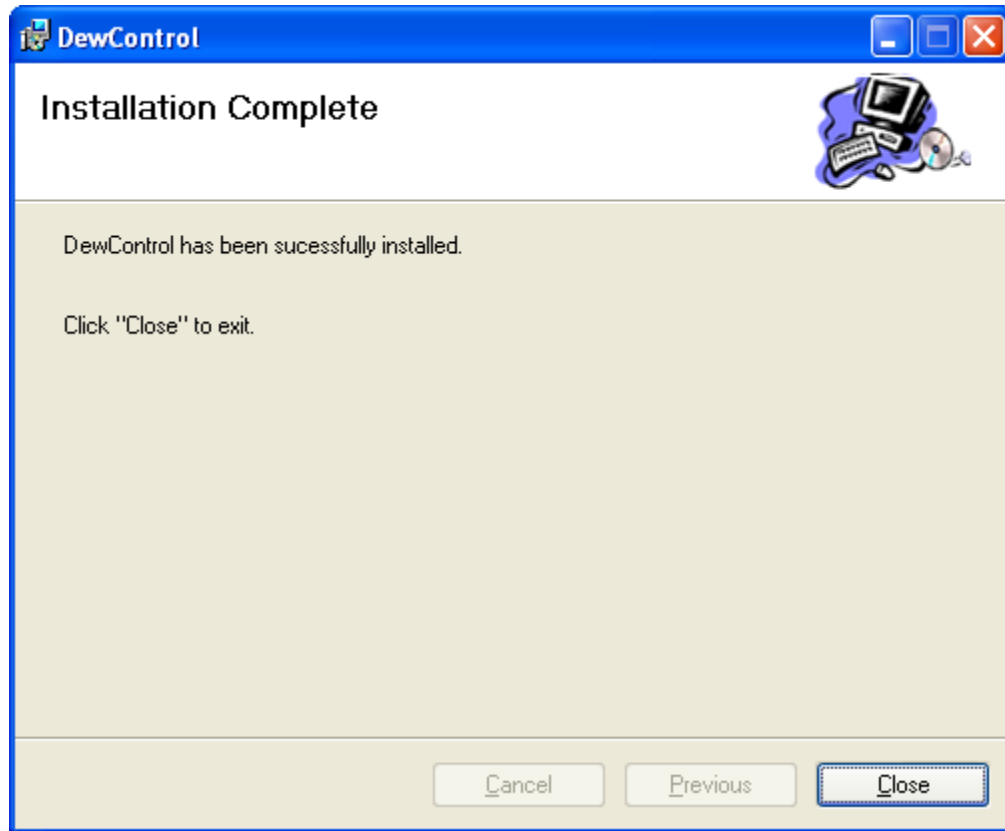 DewControl
Installation Complete
DewControl has been sucessfully installed.
Click "Close" to exit.
Cancel
Previous
Close